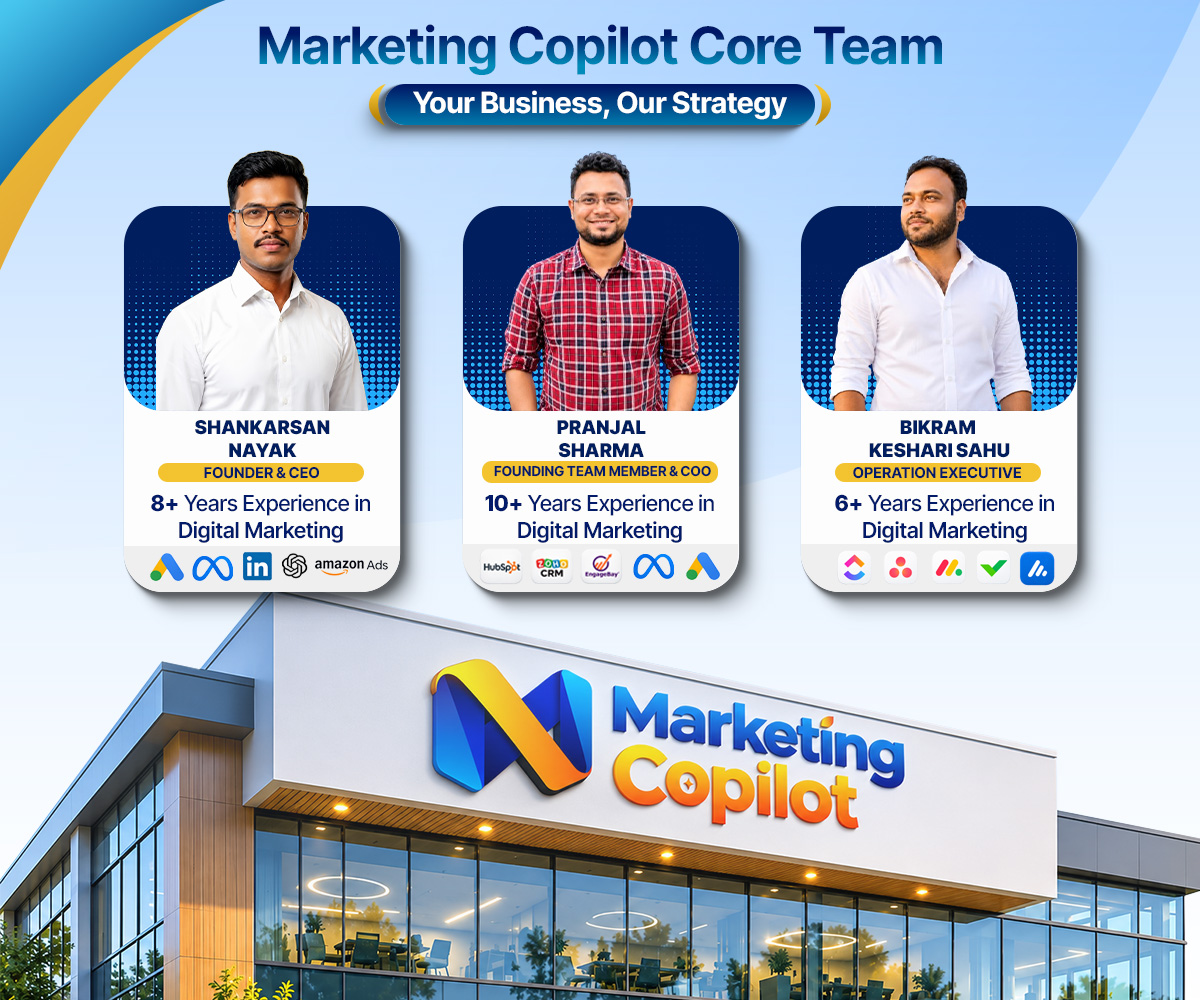 Marketing Copilot Core Team
Your Business, Our Strategy
SHANKARSAN
NAYAK
FOUNDER & CEO
8+ Years Experience in
Digital Marketing
in
amazon Ads
PRANJAL
SHARMA
FOUNDING TEAM MEMBER & COO
10+ Years Experience in
Digital Marketing
HubSpot
ZOHO
CRM
EngageBay
BIKRAM
KESHARI SAHU
OPERATION EXECUTIVE
6+ Years Experience in
Digital Marketing
Marketing
Copilot